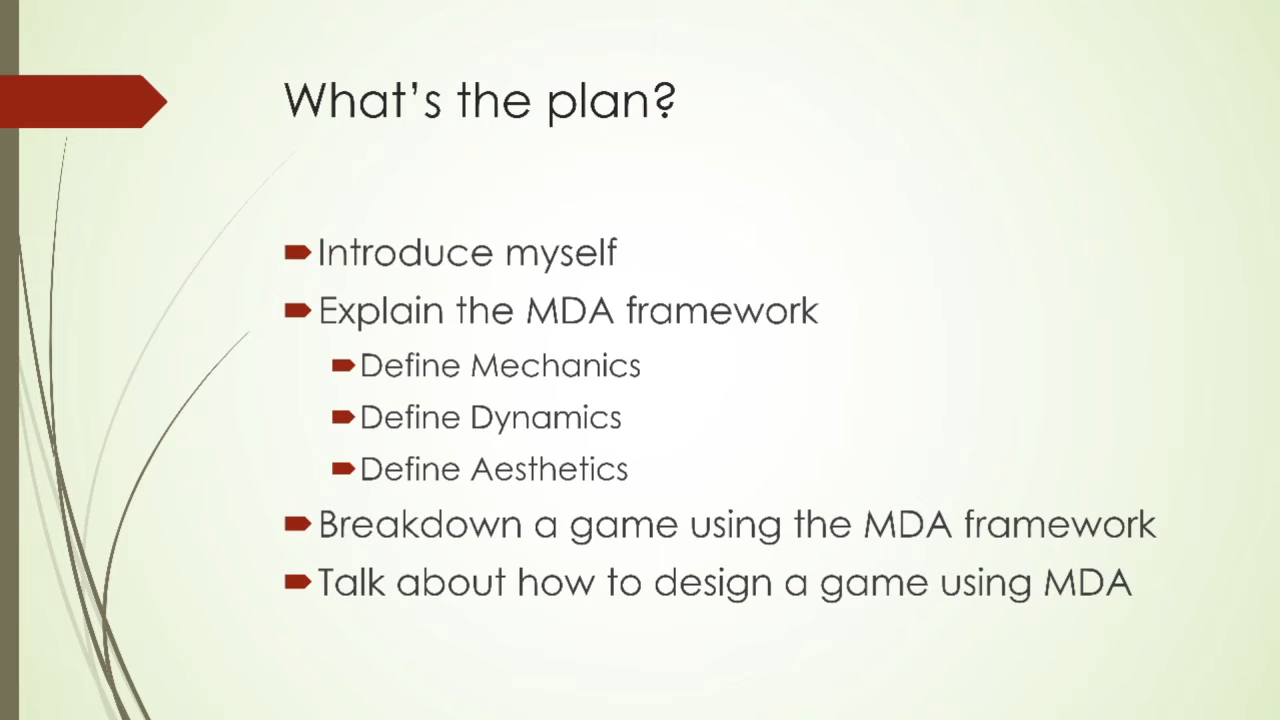 What's the plan?
Introduce myself
Explain the MDA framework
Define Mechanics
Define Dynamics
Define Aesthetics
Breakdown a game using the MDA framework
Talk about how to design a game using MDA